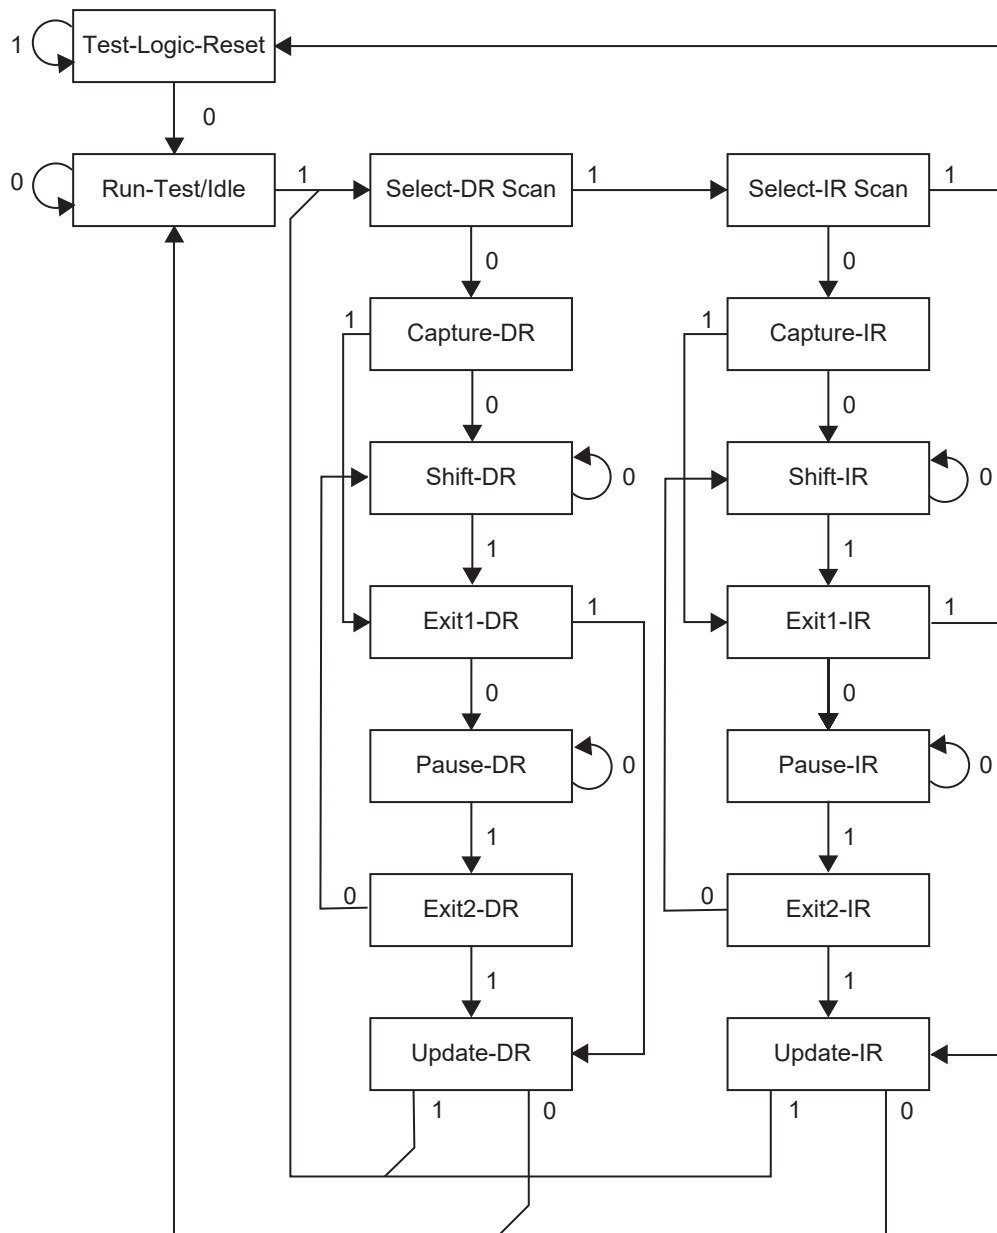 1 Test-Logic-Reset
0
0 Run-Test/Idle 1 Select-DR Scan 1 Select-IR Scan 1
0 0
1 Capture-DR 1 Capture-IR
0 0
Shift-DR 0 Shift-IR 0
1 1
Exit1-DR 1 Exit1-IR 1
0 0
Pause-DR 0 Pause-IR 0
1 1
0 Exit2-DR 0 Exit2-IR
1 1
Update-DR Update-IR
1 0 1 0